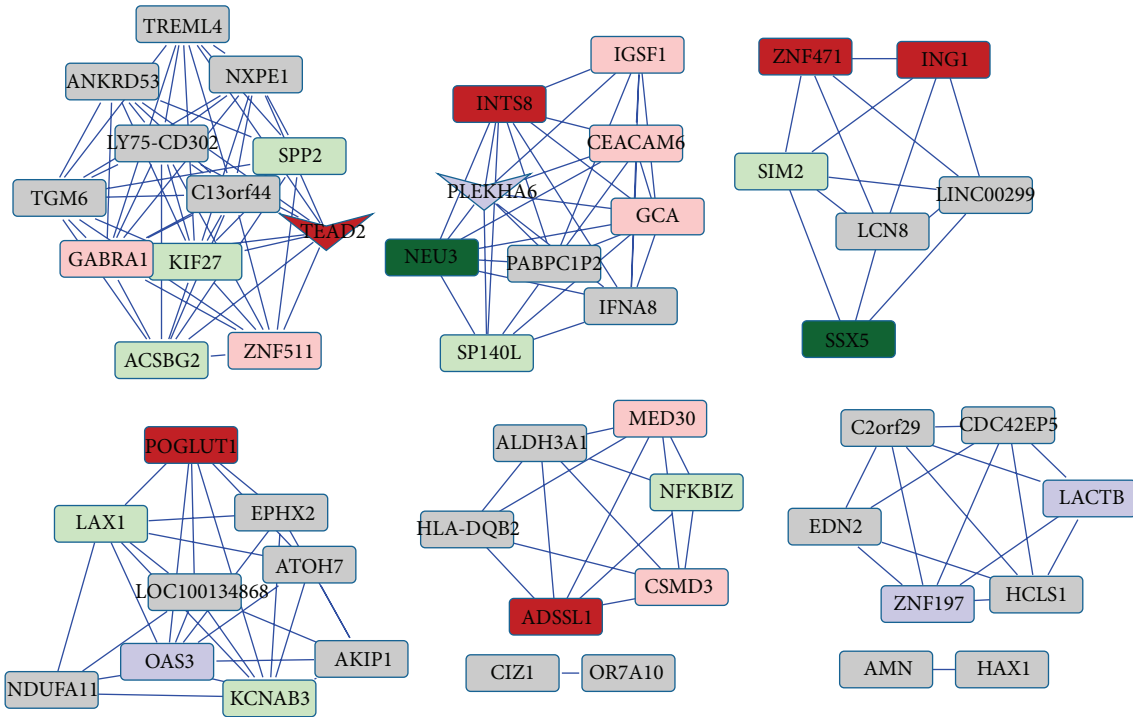 TREML4
ANKRD53
NXPE1
LY75-CD302
SPP2
TGM6
C13orf44
TEAD2
GABRA1
KIF27
ACSBG2
ZNF511
IGSF1
INTS8
CEACAM6
PLEKHA6
GCA
NEU3
PABPC1P2
IFNA8
SP140L
ZNF471
ING1
SIM2
LINC00299
LCN8
SSX5
POGLUT1
LAX1
EPHX2
ATOH7
LOC100134868
OAS3
AKIP1
NDUFA11
KCNAB3
MED30
ALDH3A1
NFKBIZ
HLA-DQB2
CSMD3
ADSSL1
CIZ1
OR7A10
C2orf29
CDC42EP5
LACTB
EDN2
ZNF197
HCLS1
AMN
HAX1